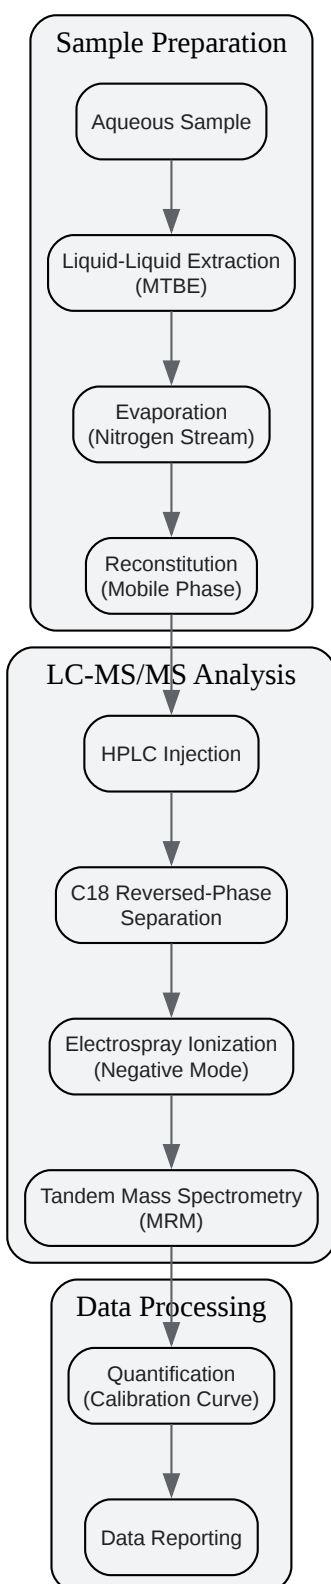 Sample Preparation
Aqueous Sample
Liquid-Liquid Extraction
(MTBE)
Evaporation
(Nitrogen Stream)
Reconstitution
(Mobile Phase)
LC-MS/MS Analysis
HPLC Injection
C18 Reversed-Phase
Separation
Electrospray Ionization
(Negative Mode)
Tandem Mass Spectrometry
(MRM)
Data Processing
Quantification
(Calibration Curve)
Data Reporting